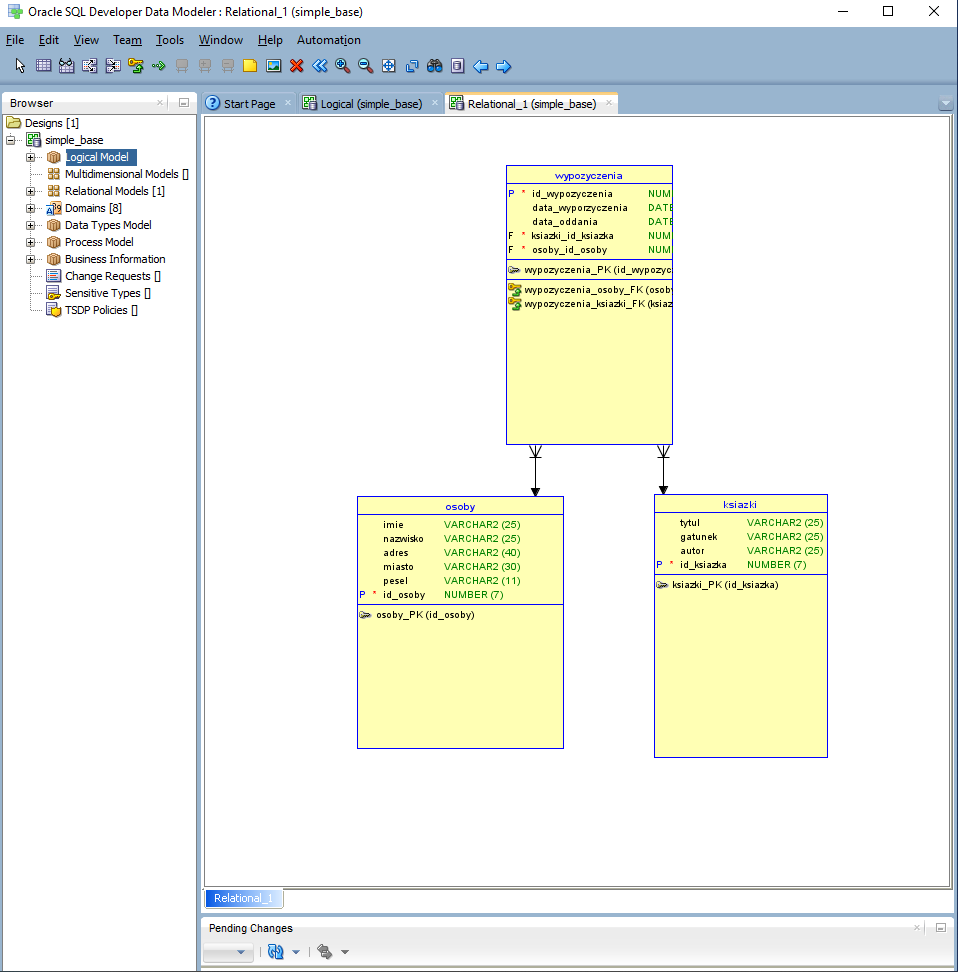 Oracle SQL Developer Data Modeler : Relational_1 (simple_base)
File Edit View Team Tools Window Help Automation
Browser
Start Page
Logical (simple_base)
Relational_1 (simple_base)
Designs [1]
simple_base
Logical Model
Multidimensional Models []
Relational Models [1]
Domains [8]
Data Types Model
Process Model
Business Information
Change Requests []
Sensitive Types []
TSDP Policies []
wypozyczenia
P * id_wypozyczenia NUM
data_wyporzyczenia DATE
data_oddania DATE
F * ksiazki_id_ksiazka NUM
F * osoby_id_osoby NUM
wypozyczenia_PK (id_wypozyc
wypozyczenia_osoby_FK (osoby
wypozyczenia_ksiazki_FK (ksiaz
osoby
imie VARCHAR2 (25)
nazwisko VARCHAR2 (25)
adres VARCHAR2 (40)
miasto VARCHAR2 (30)
pesel VARCHAR2 (11)
P * id_osoby NUMBER (7)
osoby_PK (id_osoby)
ksiazki
tytul VARCHAR2 (25)
gatunek VARCHAR2 (25)
autor VARCHAR2 (25)
P * id_ksiazka NUMBER (7)
ksiazki_PK (id_ksiazka)
Relational_1
Pending Changes